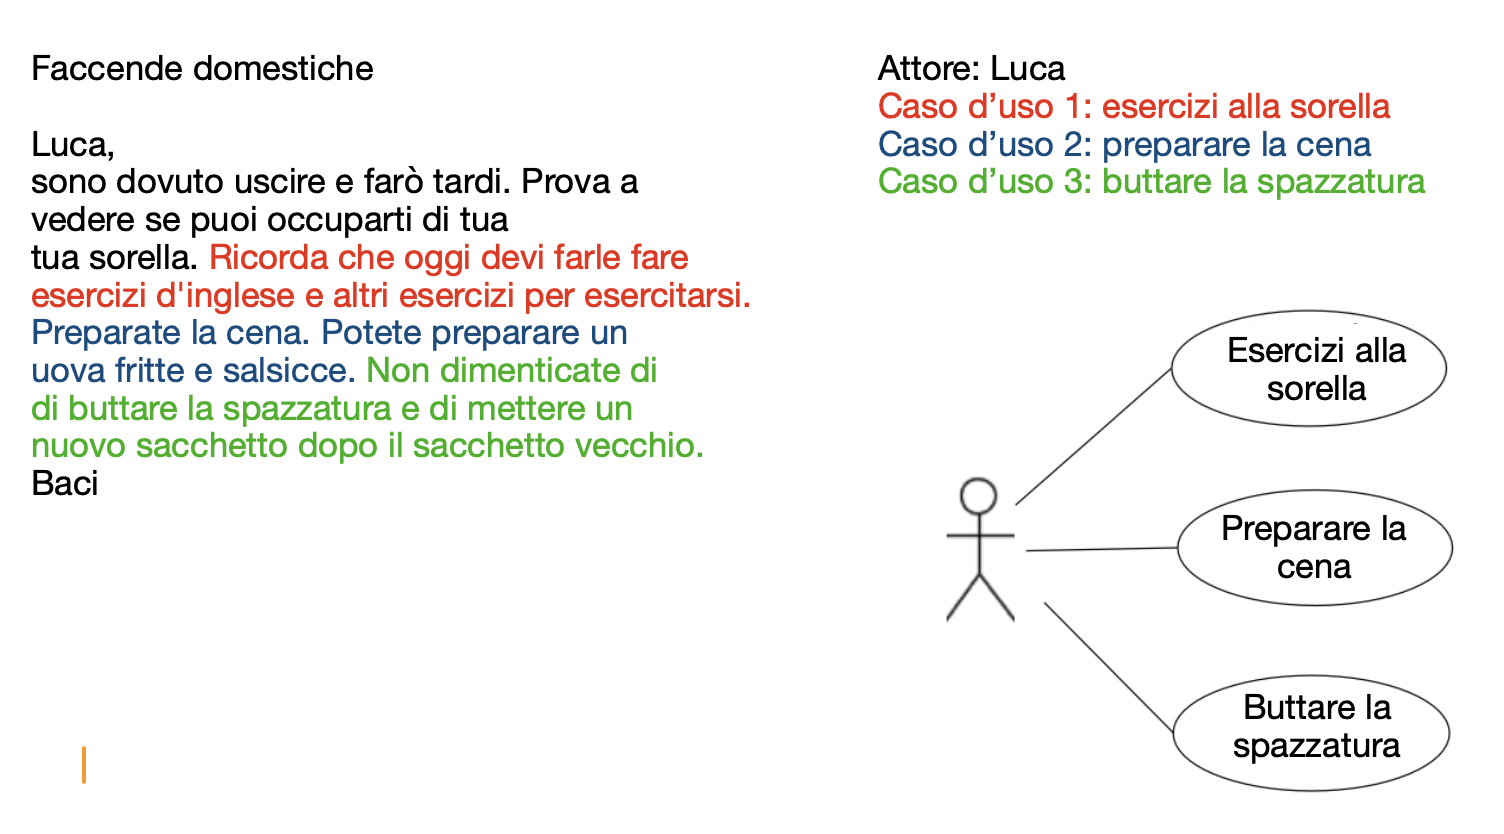 Faccende domestiche
Luca,
sono dovuto uscire e farò tardi. Prova a
vedere se puoi occuparti di tua
tua sorella. Ricorda che oggi devi farle fare
esercizi d'inglese e altri esercizi per esercitarsi.
Preparate la cena. Potete preparare un
uova fritte e salsicce. Non dimenticate di
di buttare la spazzatura e di mettere un
nuovo sacchetto dopo il sacchetto vecchio.
Baci
Attore: Luca
Caso d’uso 1: esercizi alla sorella
Caso d’uso 2: preparare la cena
Caso d’uso 3: buttare la spazzatura
Esercizi alla
sorella
Preparare la
cena
Buttare la
spazzatura